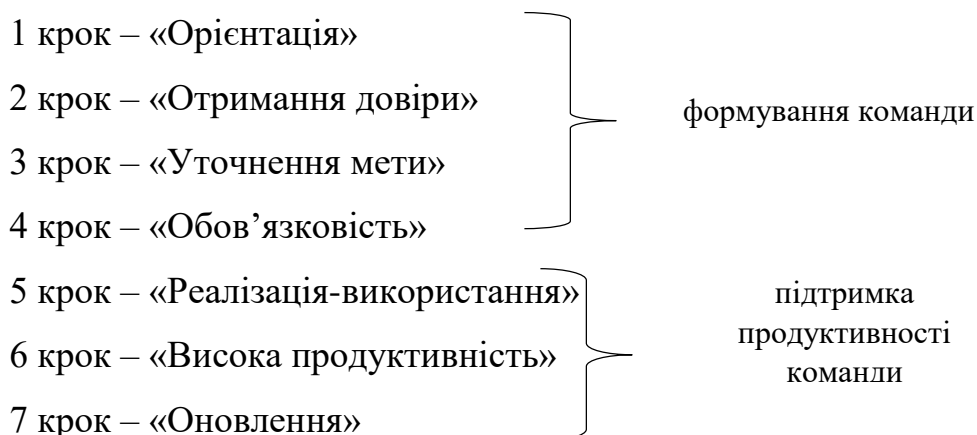 1 крок – «Орієнтація»
2 крок – «Отримання довіри»
3 крок – «Уточнення мети»
4 крок – «Обов’язковість»
формування команди
5 крок – «Реалізація-використання»
6 крок – «Висока продуктивність»
7 крок – «Оновлення»
підтримка
продуктивності
команди